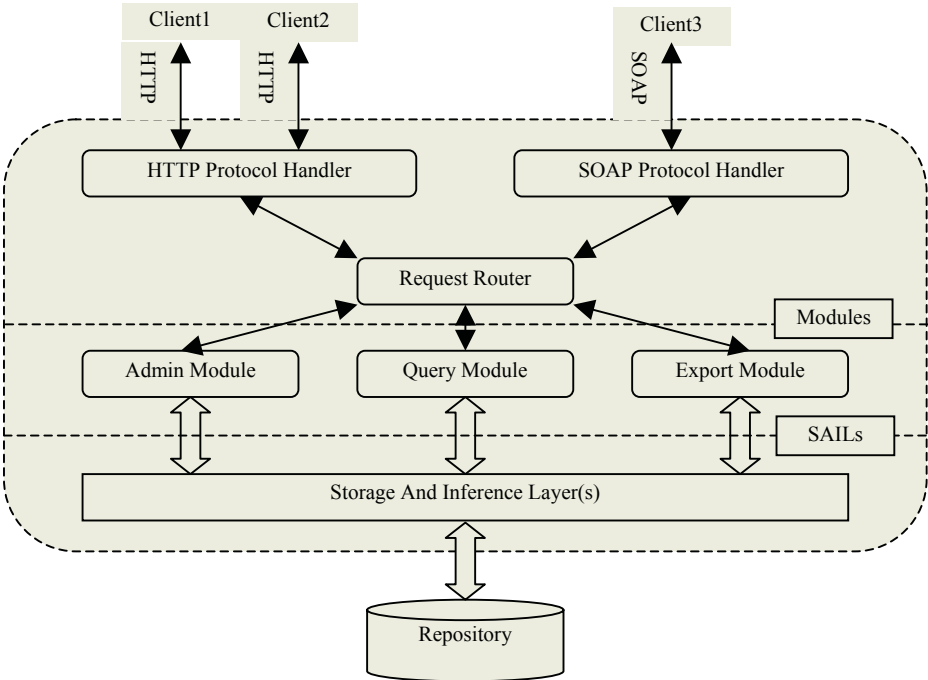 Client1
Client2
Client3
HTTP
HTTP
SOAP
HTTP Protocol Handler
SOAP Protocol Handler
Request Router
Modules
Admin Module
Query Module
Export Module
SAILs
Storage And Inference Layer(s)
Repository